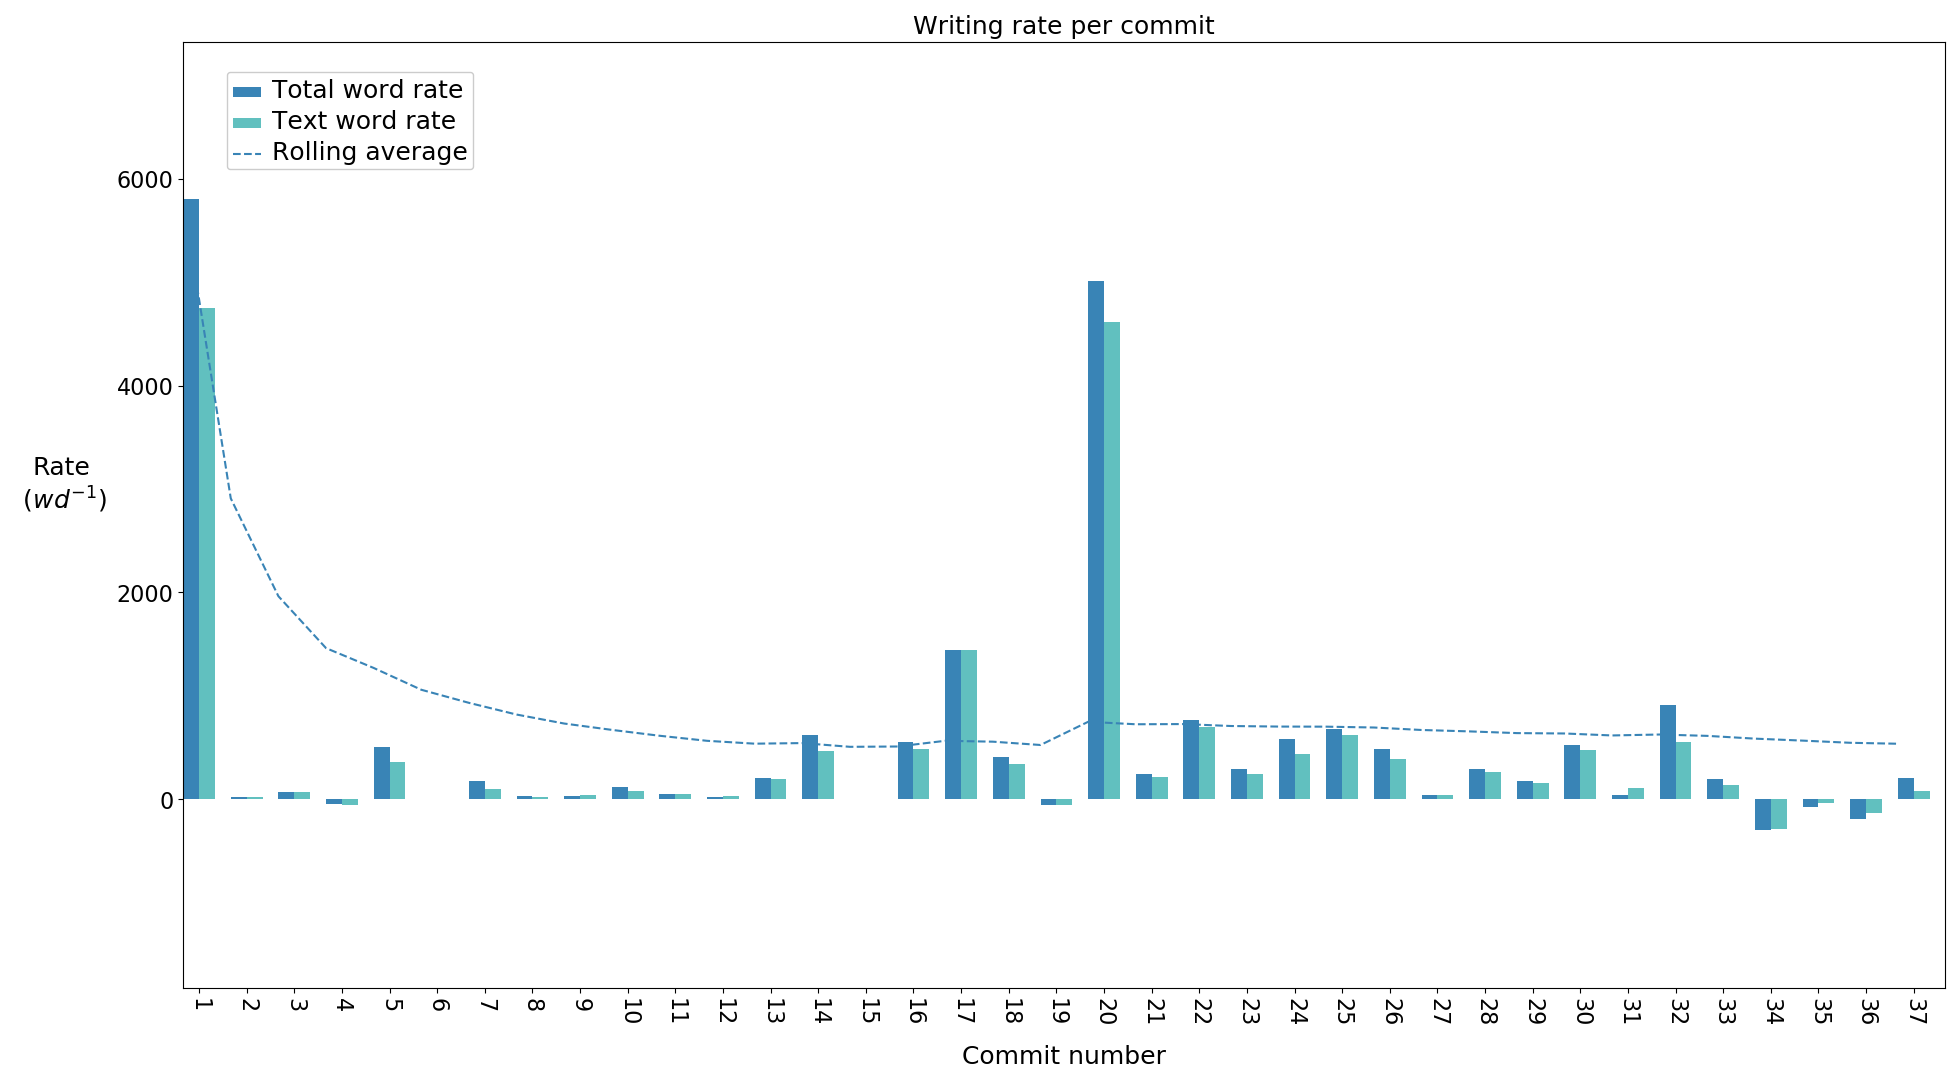 Writing rate per commit
Total word rate
Text word rate
Rolling average
6000
4000
2000
0
Rate
(wd⁻¹)
1 2 3 4 5 6 7 8 9 10 11 12 13 14 15 16 17 18 19 20 21 22 23 24 25 26 27 28 29 30 31 32 33 34 35 36 37
Commit number